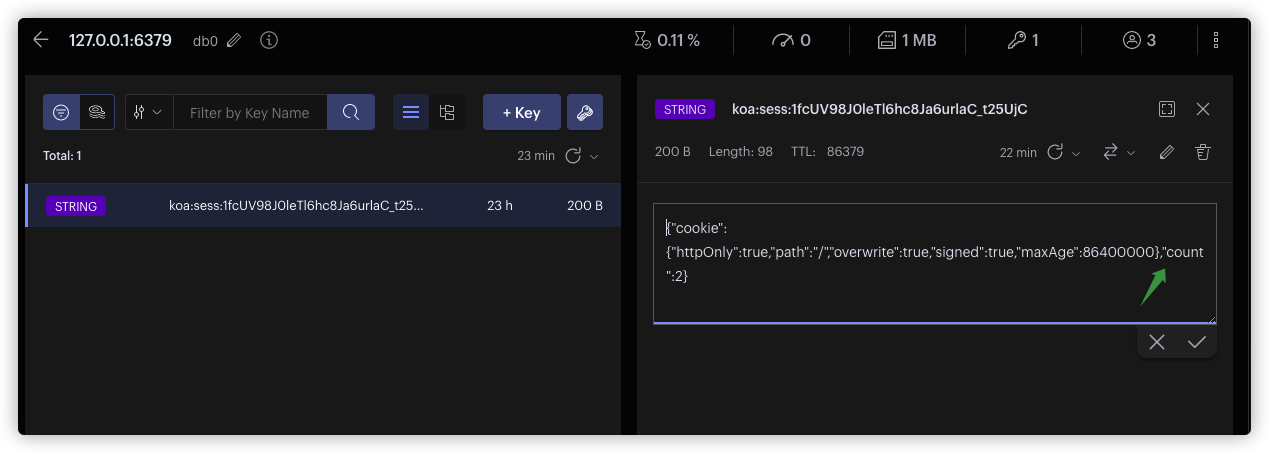 127.0.0.1:6379 db0 0.11 % 0 1 MB 1 3
Filter by Key Name + Key
Total: 1 23 min
STRING koa:sess:1fcUV98J0leTl6hc8Ja6urlaC_t25... 23 h 200 B
STRING koa:sess:1fcUV98J0leTl6hc8Ja6urlaC_t25UjC
200 B Length: 98 TTL: 86379 22 min
{"cookie":
{"httpOnly":true,"path":"/","overwrite":true,"signed":true,"maxAge":86400000},"count
":2}